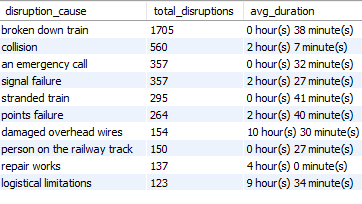 disruption_cause total_disruptions avg_duration
broken down train 1705 0 hour(s) 38 minute(s)
collision 560 2 hour(s) 7 minute(s)
an emergency call 357 0 hour(s) 32 minute(s)
signal failure 357 2 hour(s) 27 minute(s)
stranded train 295 0 hour(s) 41 minute(s)
points failure 264 2 hour(s) 40 minute(s)
damaged overhead wires 154 10 hour(s) 30 minute(s)
person on the railway track 150 0 hour(s) 27 minute(s)
repair works 137 4 hour(s) 0 minute(s)
logistical limitations 123 9 hour(s) 34 minute(s)